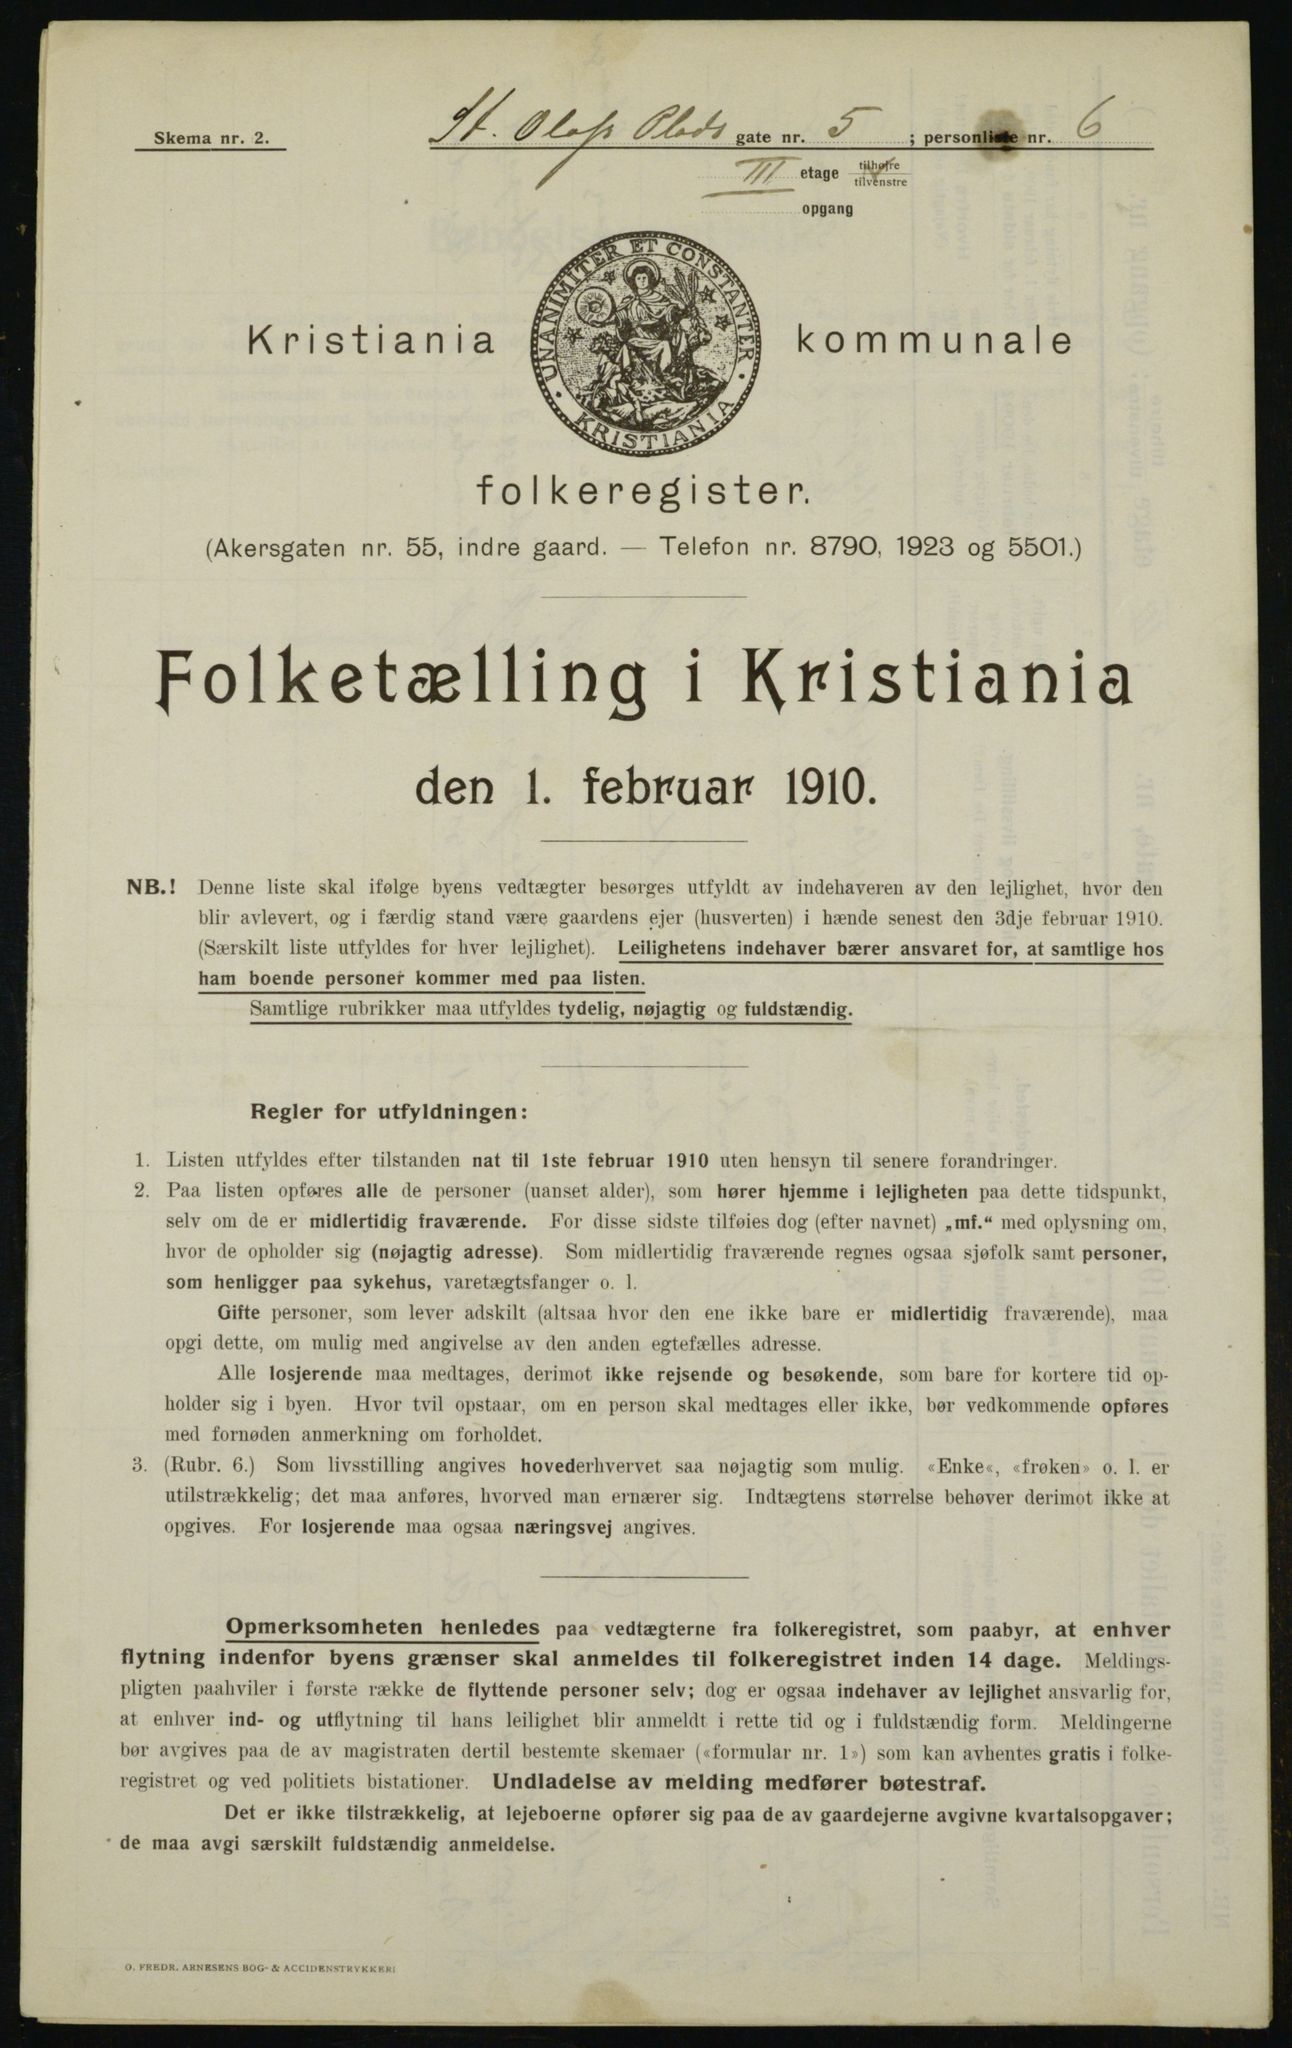 Skema nr. 2.
St. Olafs Plads gate nr. 5 ; personliste nr. 6
III etage tilhøire
tilvenstre
opgang
UNANIMITER ET CONSTANTER
KRISTIANIA
Kristiania kommunale
folkeregister.
(Akersgaten nr. 55, indre gaard. — Telefon nr. 8790, 1923 og 5501.)
Folketælling i Kristiania
den 1. februar 1910.
NB.! Denne liste skal ifølge byens vedtægter besørges utfyldt av indehaveren av den lejlighet, hvor den
blir avlevert, og i færdig stand være gaardens ejer (husverten) i hænde senest den 3dje februar 1910.
(Særskilt liste utfyldes for hver lejlighet). Leilighetens indehaver bærer ansvaret for, at samtlige hos
ham boende personer kommer med paa listen.
Samtlige rubrikker maa utfyldes tydelig, nøjagtig og fuldstændig.
Regler for utfyldningen:
1. Listen utfyldes efter tilstanden nat til 1ste februar 1910 uten hensyn til senere forandringer.
2. Paa listen opføres alle de personer (uanset alder), som hører hjemme i lejligheten paa dette tidspunkt,
selv om de er midlertidig fraværende. For disse sidste tilføies dog (efter navnet) „mf.“ med oplysning om,
hvor de opholder sig (nøjagtig adresse). Som midlertidig fraværende regnes ogsaa sjøfolk samt personer,
som henligger paa sykehus, varetægtsfanger o. l.
Gifte personer, som lever adskilt (altsaa hvor den ene ikke bare er midlertidig fraværende), maa
opgi dette, om mulig med angivelse av den anden egtefælles adresse.
Alle losjerende maa medtages, derimot ikke rejsende og besøkende, som bare for kortere tid op-
holder sig i byen. Hvor tvil opstaar, om en person skal medtages eller ikke, bør vedkommende opføres
med fornøden anmerkning om forholdet.
3. (Rubr. 6.) Som livsstilling angives hovederhvervet saa nøjagtig som mulig. «Enke«, «frøken» o. l. er
utilstrækkelig; det maa anføres, hvorved man ernærer sig. Indtægtens størrelse behøver derimot ikke at
opgives. For losjerende maa ogsaa næringsvej angives.
Opmerksomheten henledes paa vedtægterne fra folkeregistret, som paabyr, at enhver
flytning indenfor byens grænser skal anmeldes til folkeregistret inden 14 dage. Meldings-
pligten paahviler i første række de flyttende personer selv; dog er ogsaa indehaver av lejlighet ansvarlig for,
at enhver ind- og utflytning til hans leilighet blir anmeldt i rette tid og i fuldstændig form. Meldingerne
bør avgives paa de av magistraten dertil bestemte skemaer («formular nr. 1») som kan avhentes gratis i folke-
registret og ved politiets bistationer. Undladelse av melding medfører bøtestraf.
Det er ikke tilstrækkelig, at lejeboerne opfører sig paa de av gaardejerne avgivne kvartalsopgaver;
de maa avgi særskilt fuldstændig anmeldelse.
O. FREDR. ARNESENS BOG- & ACCIDENSTRYKKERI